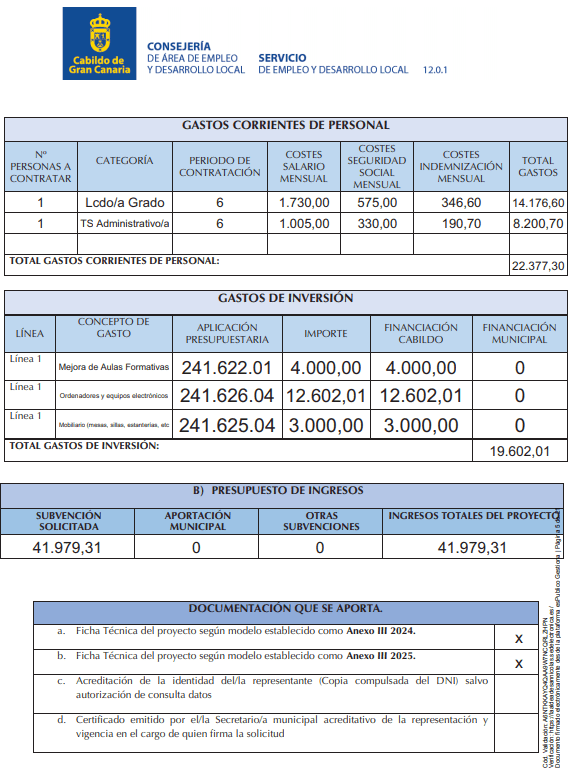 Cabildo de
Gran Canaria
CONSEJERÍA
DE ÁREA DE EMPLEO
Y DESARROLLO LOCAL
SERVICIO
DE EMPLEO Y DESARROLLO LOCAL 12.0.1
GASTOS CORRIENTES DE PERSONAL
Nº PERSONAS A CONTRATAR CATEGORÍA PERIODO DE CONTRATACIÓN COSTES SALARIO MENSUAL COSTES SEGURIDAD SOCIAL MENSUAL COSTES INDEMNIZACIÓN MENSUAL TOTAL GASTOS
1 Lcdo/a Grado 6 1.730,00 575,00 346,60 14.176,60
1 TS Administrativo/a 6 1.005,00 330,00 190,70 8.200,70
TOTAL GASTOS CORRIENTES DE PERSONAL: 22.377,30
GASTOS DE INVERSIÓN
LÍNEA CONCEPTO DE GASTO APLICACIÓN PRESUPUESTARIA IMPORTE FINANCIACIÓN CABILDO FINANCIACIÓN MUNICIPAL
Línea 1 Mejora de Aulas Formativas 241.622.01 4.000,00 4.000,00 0
Línea 1 Ordenadores y equipos electrónicos 241.626.04 12.602,01 12.602,01 0
Línea 1 Mobiliario (mesas, sillas, estanterías, etc 241.625.04 3.000,00 3.000,00 0
TOTAL GASTOS DE INVERSIÓN: 19.602,01
B) PRESUPUESTO DE INGRESOS
SUBVENCIÓN SOLICITADA APORTACIÓN MUNICIPAL OTRAS SUBVENCIONES INGRESOS TOTALES DEL PROYECTO
41.979,31 0 0 41.979,31
DOCUMENTACIÓN QUE SE APORTA.
a. Ficha Técnica del proyecto según modelo establecido como Anexo III 2024. x
b. Ficha Técnica del proyecto según modelo establecido como Anexo III 2025. x
c. Acreditación de la identidad del/la representante (Copia compulsada del DNI) salvo
autorización de consulta datos
d. Certificado emitido por el/la Secretario/a municipal acreditativo de la representación y
vigencia en el cargo de quien firma la solicitud
Cód. Validación:
Verificación:
Documento firmado electrónicamente desde la plataforma esPublico Gestiona | Página 5 de